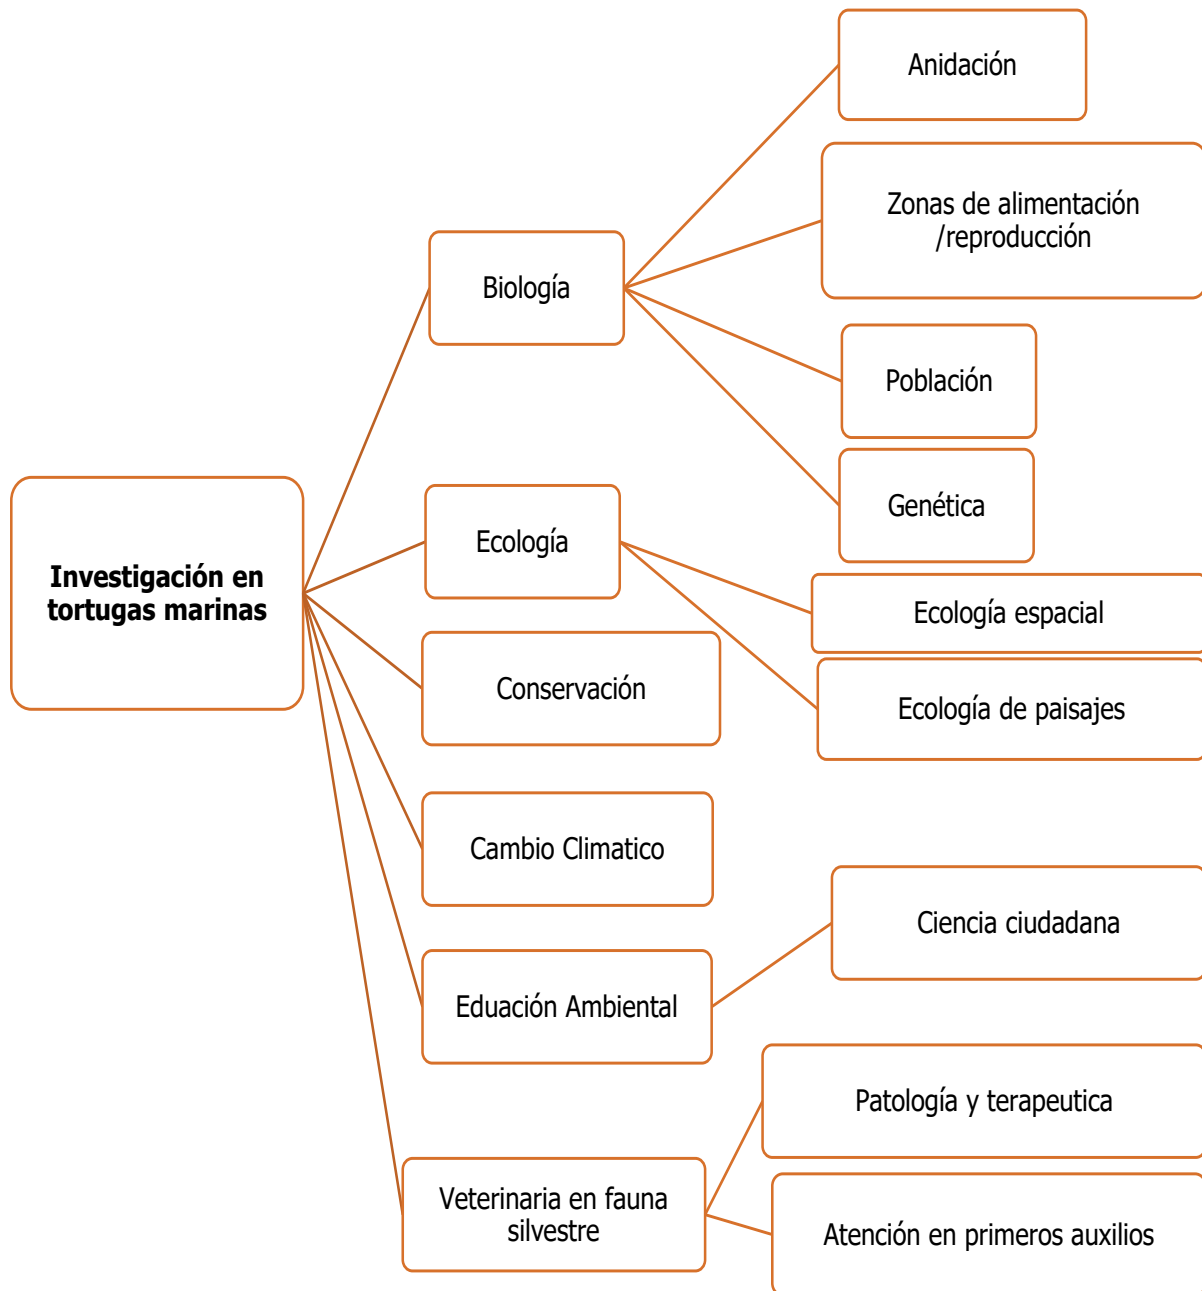 Investigación en
tortugas marinas
Biología
Anidación
Zonas de alimentación
/reproducción
Población
Genética
Ecología
Ecología espacial
Ecología de paisajes
Conservación
Cambio Climatico
Eduación Ambiental
Ciencia ciudadana
Veterinaria en fauna
silvestre
Patología y terapeutica
Atención en primeros auxilios